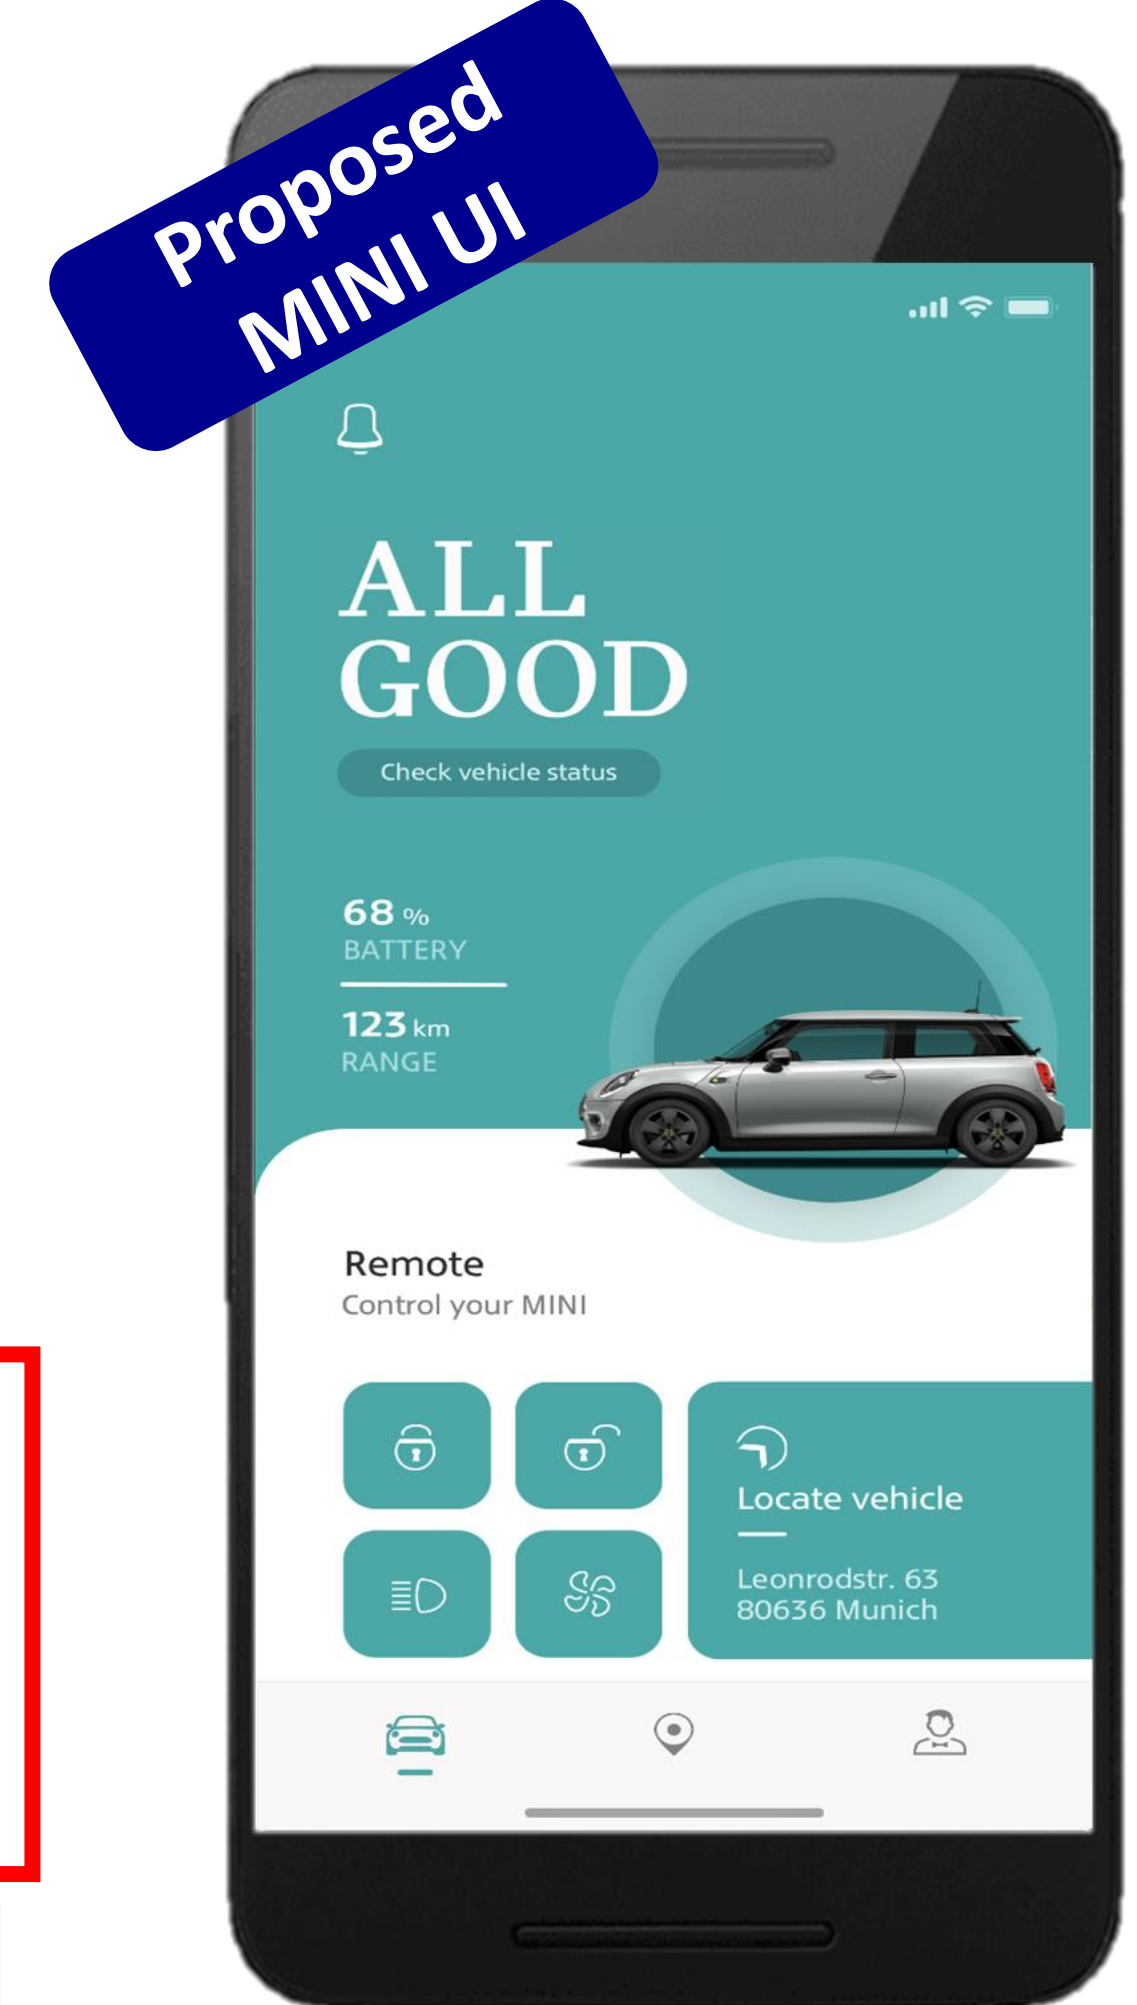 Proposed
MINI UI
ALL
GOOD
Check vehicle status
68 %
BATTERY
123 km
RANGE
Remote
Control your MINI
Locate vehicle
Leonrodstr. 63
80636 Munich